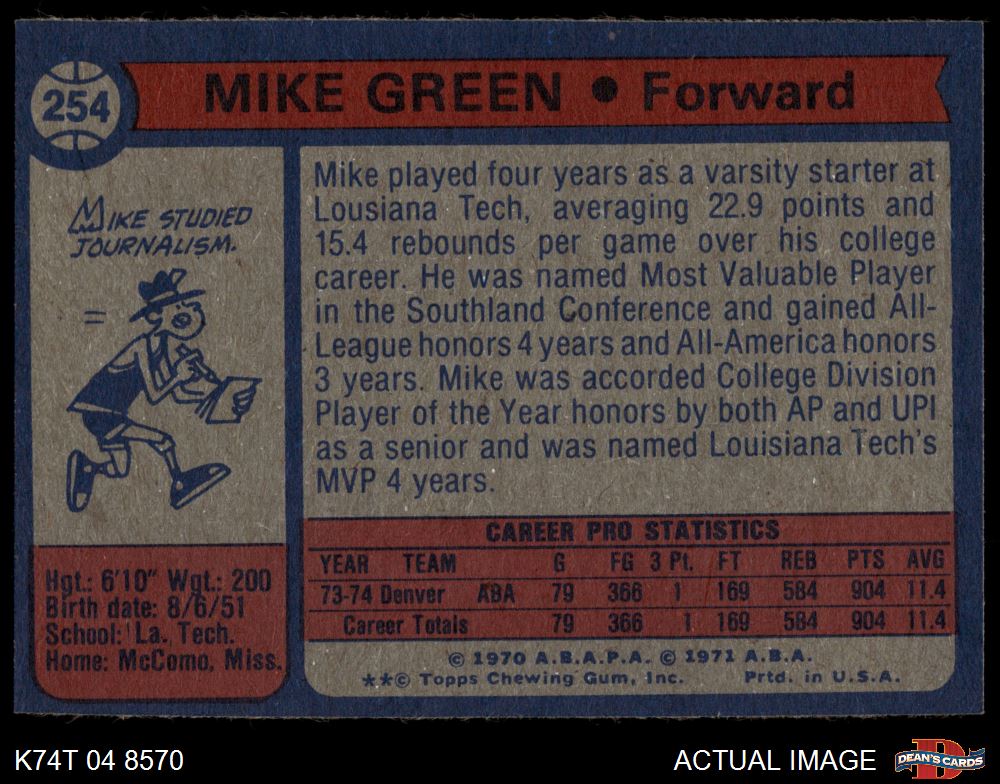 254
MIKE GREEN ● Forward
MIKE STUDIED
JOURNALISM.
Mike played four years as a varsity starter at
Lousiana Tech, averaging 22.9 points and
15.4 rebounds per game over his college
career. He was named Most Valuable Player
in the Southland Conference and gained All-
League honors 4 years and All-America honors
3 years. Mike was accorded College Division
Player of the Year honors by both AP and UPI
as a senior and was named Louisiana Tech's
MVP 4 years.
Hgt.: 6'10" Wgt.: 200
Birth date: 8/6/51
School: La. Tech.
Home: McComo, Miss.
CAREER PRO STATISTICS
YEAR TEAM G FG 3 Pt. FT REB PTS AVG
73-74 Denver ABA 79 366 1 169 584 904 11.4
Career Totals 79 366 1 169 584 904 11.4
© 1970 A.B.A.P.A. © 1971 A.B.A.
**© Topps Chewing Gum, Inc. Prtd. in U.S.A.
K74T 04 8570
ACTUAL IMAGE
DEAN'S CARDS